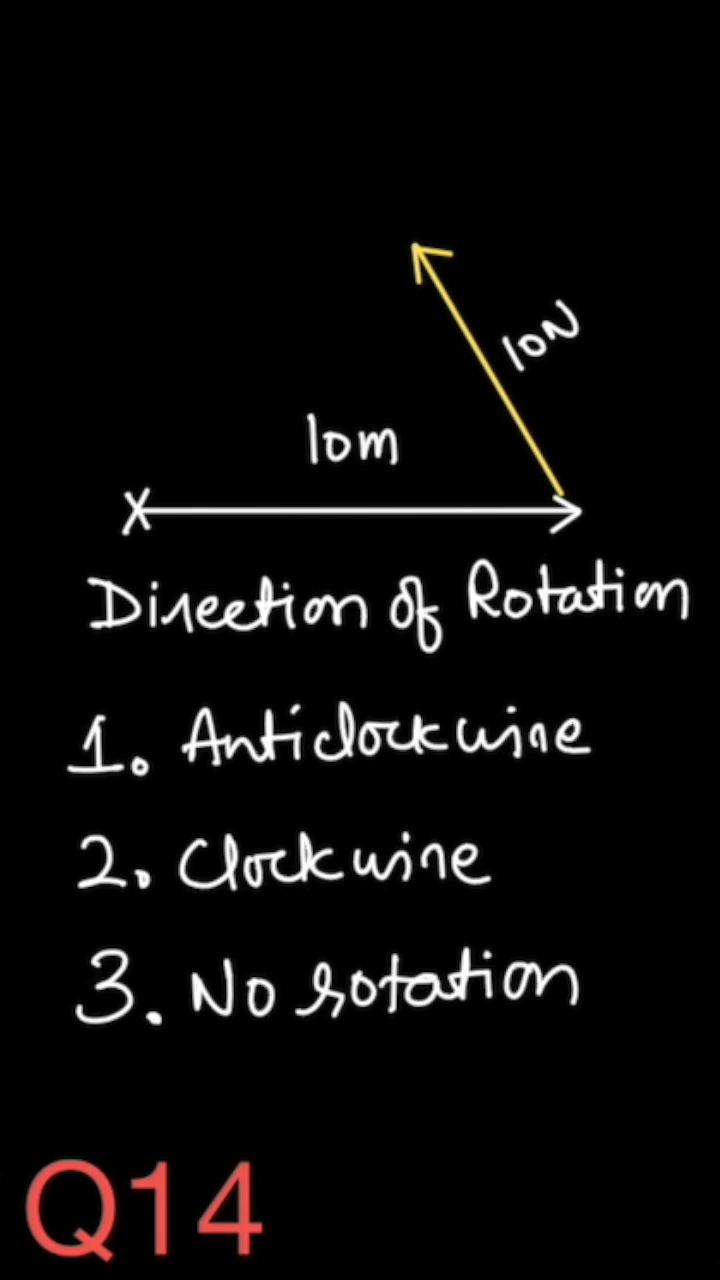 10N
10m
X
Direction of Rotation
1. Anticlockwise
2. Clockwise
3. No rotation
Q14